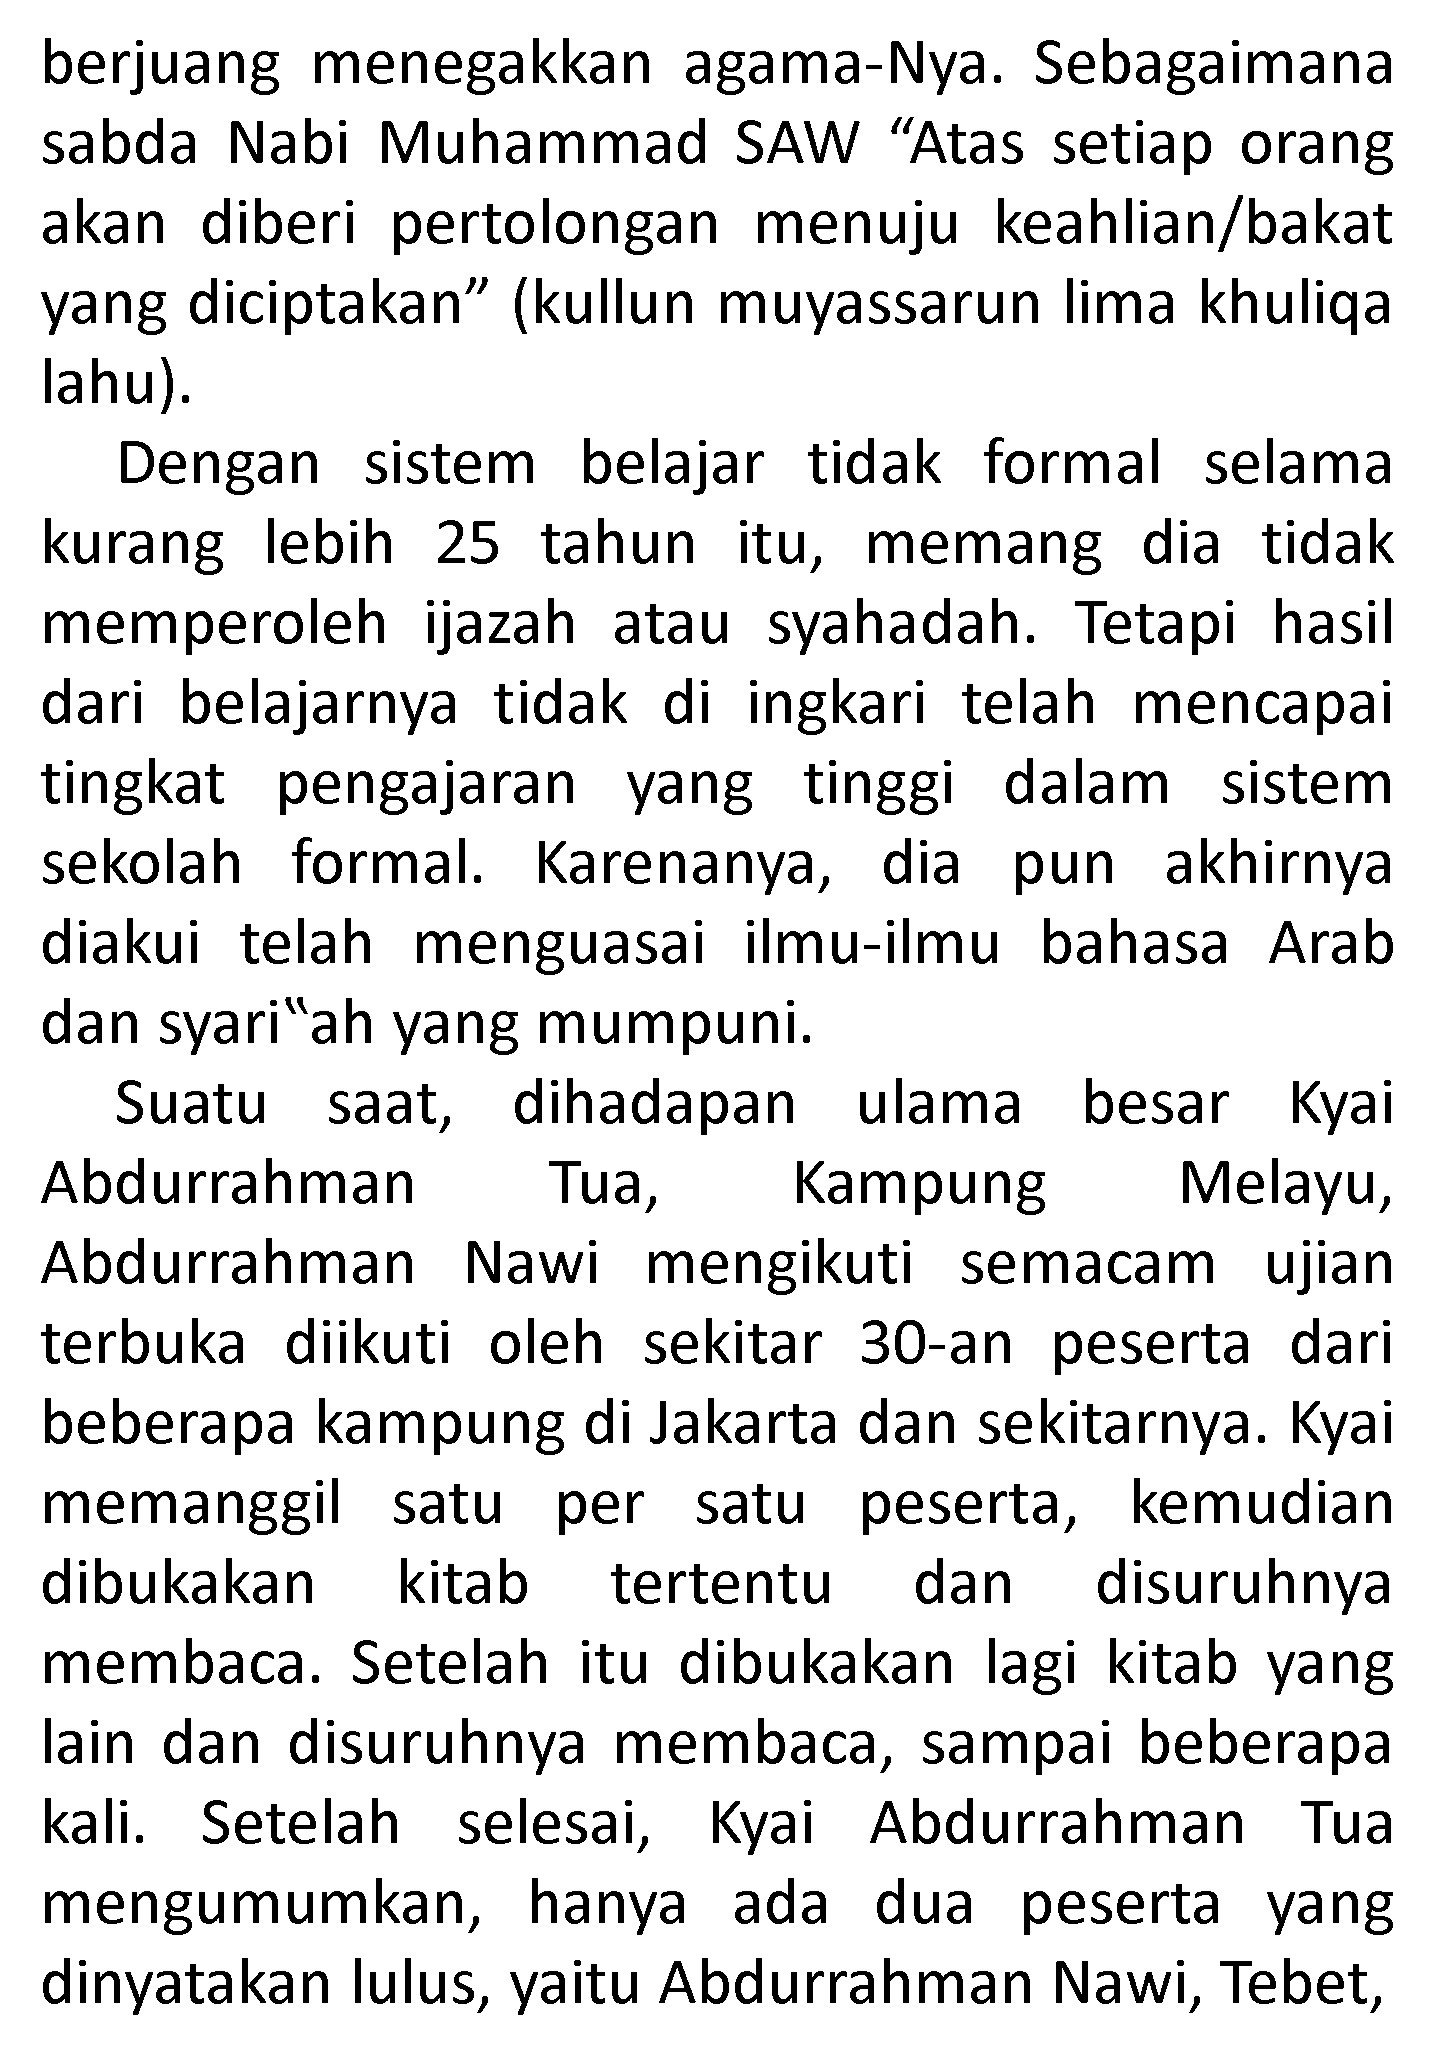 berjuang menegakkan agama-Nya. Sebagaimana
sabda Nabi Muhammad SAW “Atas setiap orang
akan diberi pertolongan menuju keahlian/bakat
yang diciptakan” (kullun muyassarun lima khuliqa
lahu).
Dengan sistem belajar tidak formal selama
kurang lebih 25 tahun itu, memang dia tidak
memperoleh ijazah atau syahadah. Tetapi hasil
dari belajarnya tidak di ingkari telah mencapai
tingkat pengajaran yang tinggi dalam sistem
sekolah formal. Karenanya, dia pun akhirnya
diakui telah menguasai ilmu-ilmu bahasa Arab
dan syari‟ah yang mumpuni.
Suatu saat, dihadapan ulama besar Kyai
Abdurrahman Tua, Kampung Melayu,
Abdurrahman Nawi mengikuti semacam ujian
terbuka diikuti oleh sekitar 30-an peserta dari
beberapa kampung di Jakarta dan sekitarnya. Kyai
memanggil satu per satu peserta, kemudian
dibukakan kitab tertentu dan disuruhnya
membaca. Setelah itu dibukakan lagi kitab yang
lain dan disuruhnya membaca, sampai beberapa
kali. Setelah selesai, Kyai Abdurrahman Tua
mengumumkan, hanya ada dua peserta yang
dinyatakan lulus, yaitu Abdurrahman Nawi, Tebet,